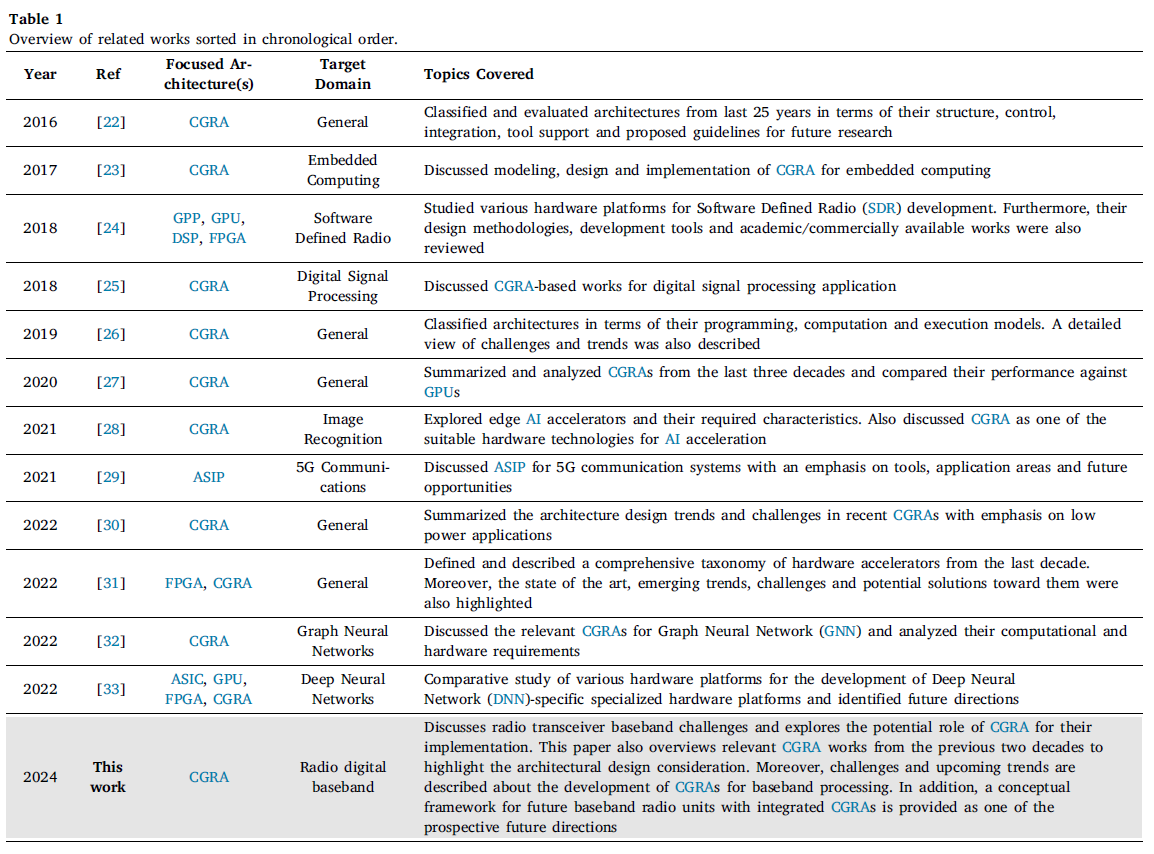 Table 1
Overview of related works sorted in chronological order.
Year Ref Focused Ar- Target Topics Covered
chitecture(s) Domain
2016 [22] CGRA General Classified and evaluated architectures from last 25 years in terms of their structure, control,
integration, tool support and proposed guidelines for future research
2017 [23] CGRA Embedded Discussed modeling, design and implementation of CGRA for embedded computing
Computing
2018 [24] GPP, GPU, Software Studied various hardware platforms for Software Defined Radio (SDR) development. Furthermore, their
DSP, FPGA Defined Radio design methodologies, development tools and academic/commercially available works were also
reviewed
2018 [25] CGRA Digital Signal Discussed CGRA-based works for digital signal processing application
Processing
2019 [26] CGRA General Classified architectures in terms of their programming, computation and execution models. A detailed
view of challenges and trends was also described
2020 [27] CGRA General Summarized and analyzed CGRAs from the last three decades and compared their performance against
GPUs
2021 [28] CGRA Image Explored edge AI accelerators and their required characteristics. Also discussed CGRA as one of the
Recognition suitable hardware technologies for AI acceleration
2021 [29] ASIP 5G Communi- Discussed ASIP for 5G communication systems with an emphasis on tools, application areas and future
cations opportunities
2022 [30] CGRA General Summarized the architecture design trends and challenges in recent CGRAs with emphasis on low
power applications
2022 [31] FPGA, CGRA General Defined and described a comprehensive taxonomy of hardware accelerators from the last decade.
Moreover, the state of the art, emerging trends, challenges and potential solutions toward them were
also highlighted
2022 [32] CGRA Graph Neural Discussed the relevant CGRAs for Graph Neural Network (GNN) and analyzed their computational and
Networks hardware requirements
2022 [33] ASIC, GPU, Deep Neural Comparative study of various hardware platforms for the development of Deep Neural
FPGA, CGRA Networks Network (DNN)-specific specialized hardware platforms and identified future directions
2024 This work CGRA Radio digital baseband Discusses radio transceiver baseband challenges and explores the potential role of CGRA for their
implementation. This paper also overviews relevant CGRA works from the previous two decades to
highlight the architectural design consideration. Moreover, challenges and upcoming trends are
described about the development of CGRAs for baseband processing. In addition, a conceptual
framework for future baseband radio units with integrated CGRAs is provided as one of the
prospective future directions